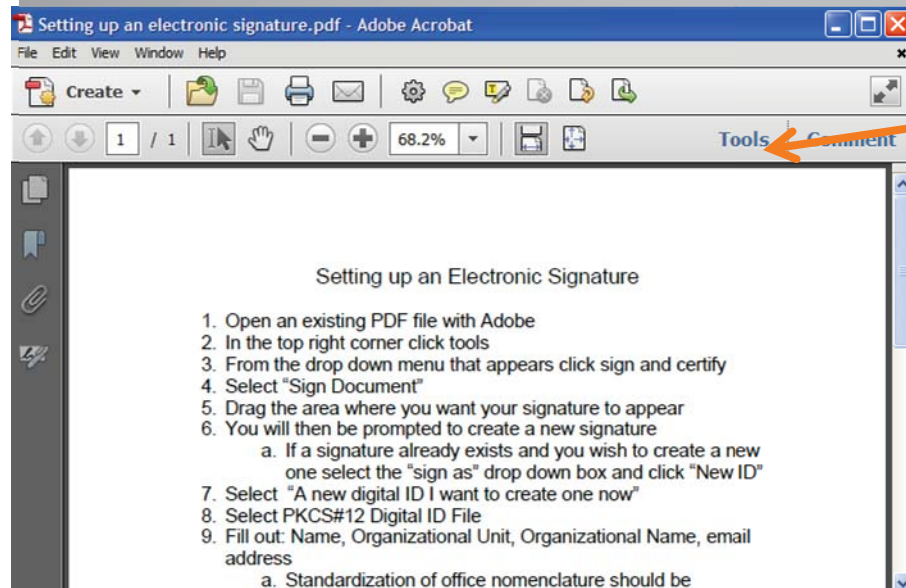 Setting up an electronic signature.pdf - Adobe Acrobat
File Edit View Window Help
Create
1 / 1 68.2% Tools Comment
Setting up an Electronic Signature
1. Open an existing PDF file with Adobe
2. In the top right corner click tools
3. From the drop down menu that appears click sign and certify
4. Select “Sign Document”
5. Drag the area where you want your signature to appear
6. You will then be prompted to create a new signature
a. If a signature already exists and you wish to create a new
one select the “sign as” drop down box and click “New ID”
7. Select “A new digital ID I want to create one now”
8. Select PKCS#12 Digital ID File
9. Fill out: Name, Organizational Unit, Organizational Name, email
address
a. Standardization of office nomenclature should be